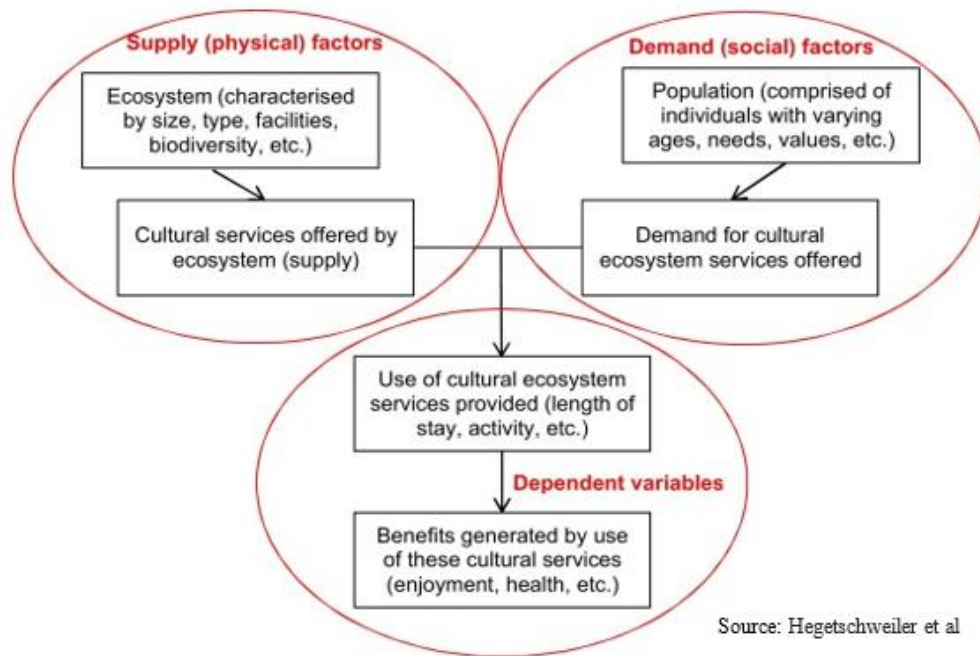 Supply (physical) factors
Ecosystem (characterised
by size, type, facilities,
biodiversity, etc.)
Cultural services offered by
ecosystem (supply)
Demand (social) factors
Population (comprised of
individuals with varying
ages, needs, values, etc.)
Demand for cultural
ecosystem services offered
Use of cultural ecosystem
services provided (length of
stay, activity, etc.)
Dependent variables
Benefits generated by use
of these cultural services
(enjoyment, health, etc.)
Source: Hegetschweiler et al